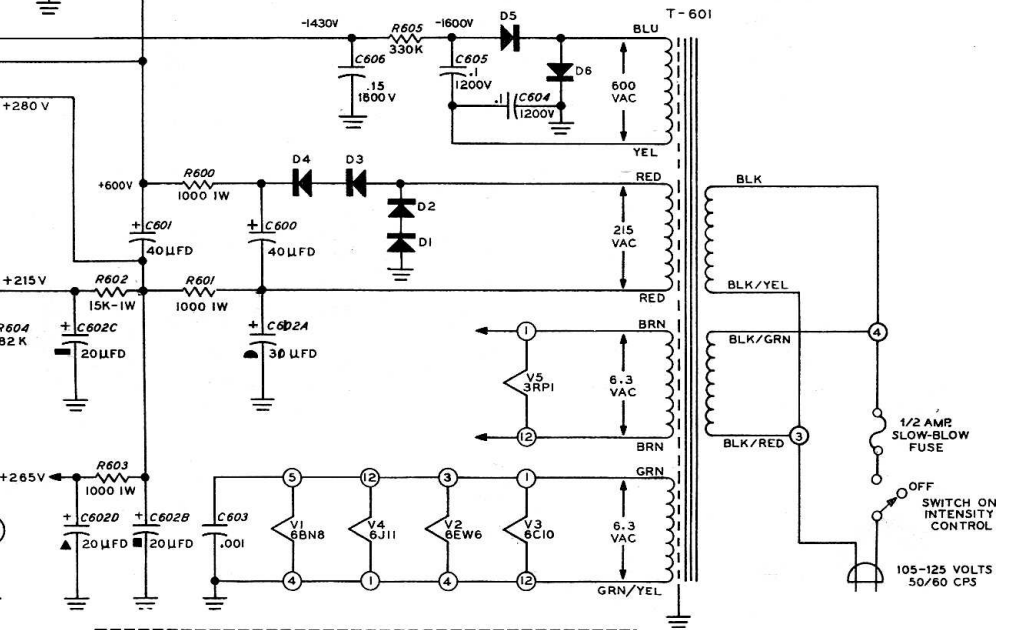 T-601
-1430V
R605
330K
-1600V
D5
BLU
C606
.15
1600V
C605
.1
1200V
D6
.1
C604
1200V
600
VAC
YEL
+280 V
+600V
R600
1000 1W
D4
D3
RED
D2
D1
215
VAC
RED
+C601
40µFD
+C600
40µFD
+215V
R602
15K-1W
R601
1000 1W
R604
82K
+C602C
20µFD
+C602A
30µFD
BLK
BLK/YEL
BLK/GRN
BLK/RED
4
3
BRN
1
V5
3RP1
12
6.3
VAC
BRN
1/2 AMP.
SLOW-BLOW
FUSE
OFF
SWITCH ON
INTENSITY
CONTROL
105-125 VOLTS
50/60 CPS
+265V
R603
1000 1W
+C602D
20µFD
+C602B
20µFD
C603
.001
GRN
5
V1
6BN8
4
12
V4
6J11
1
3
V2
6EW6
4
1
V3
6C10
12
6.3
VAC
GRN/YEL